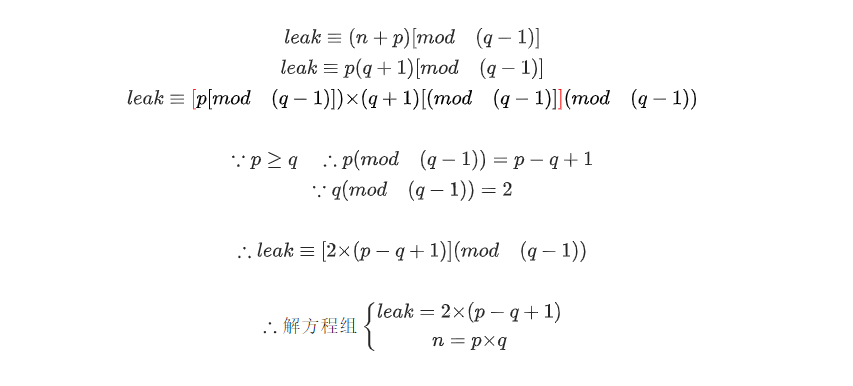 leak ≡ (n + p)[mod (q − 1)]
leak ≡ p(q + 1)[mod (q − 1)]
leak ≡ [p[mod (q − 1)])×(q + 1)[(mod (q − 1)]](mod (q − 1))
∵ p ≥ q ∴ p(mod (q − 1)) = p − q + 1
∵ q(mod (q − 1)) = 2
∴ leak ≡ [2×(p − q + 1)](mod (q − 1))
∴ 解方程组 { leak = 2×(p − q + 1)
n = p×q